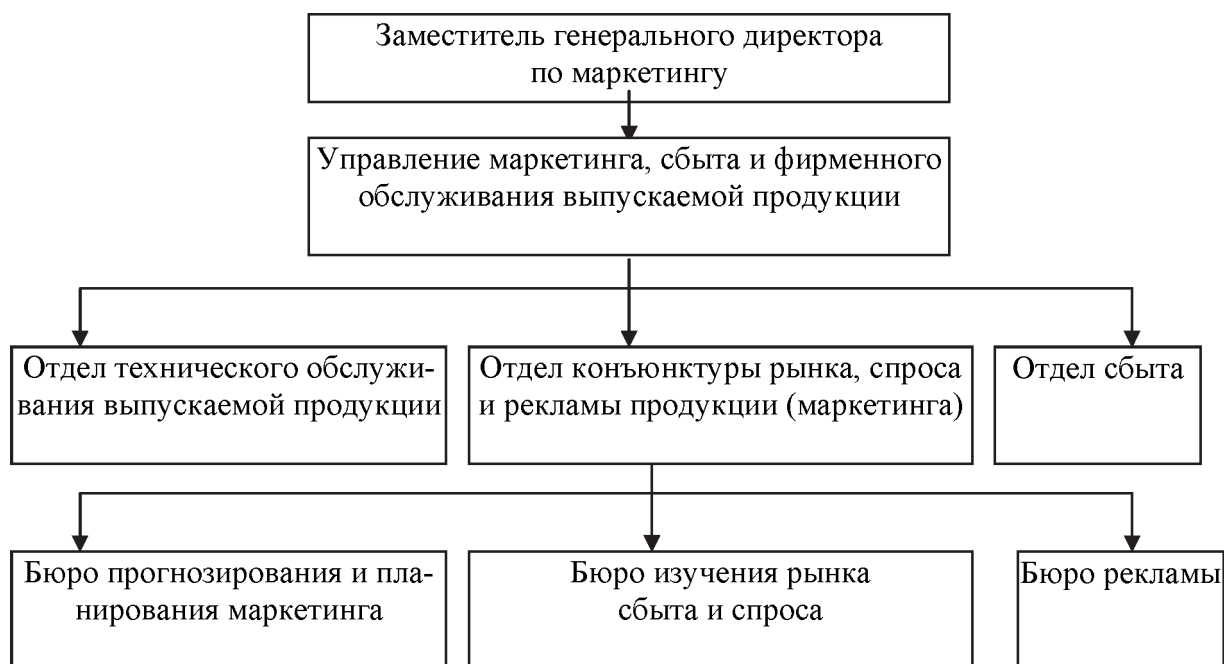 Заместитель генерального директора
по маркетингу
Управление маркетинга, сбыта и фирменного
обслуживания выпускаемой продукции
Отдел технического обслужи-
вания выпускаемой продукции
Отдел конъюнктуры рынка, спроса
и рекламы продукции (маркетинга)
Отдел сбыта
Бюро прогнозирования и пла-
нирования маркетинга
Бюро изучения рынка
сбыта и спроса
Бюро рекламы